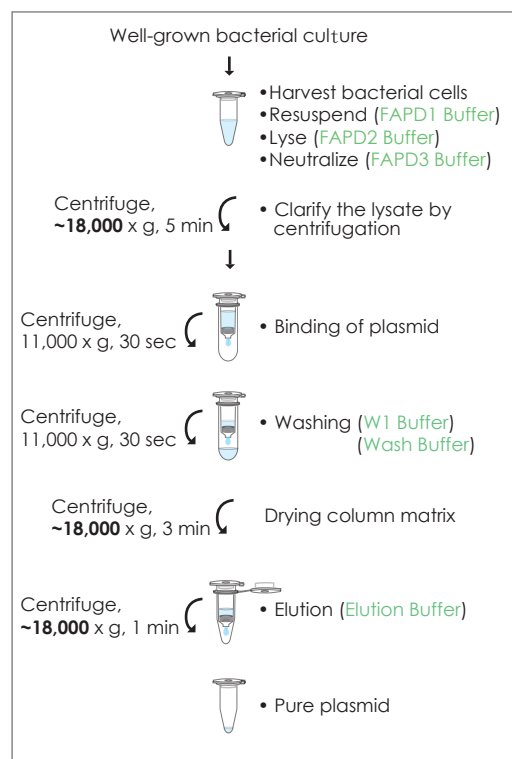 Well-grown bacterial culture
•Harvest bacterial cells
•Resuspend (FAPD1 Buffer)
•Lyse (FAPD2 Buffer)
•Neutralize (FAPD3 Buffer)
Centrifuge,
~18,000 x g, 5 min
• Clarify the lysate by
centrifugation
Centrifuge,
11,000 x g, 30 sec
• Binding of plasmid
Centrifuge,
11,000 x g, 30 sec
• Washing (W1 Buffer)
(Wash Buffer)
Centrifuge,
~18,000 x g, 3 min
Drying column matrix
Centrifuge,
~18,000 x g, 1 min
• Elution (Elution Buffer)
• Pure plasmid